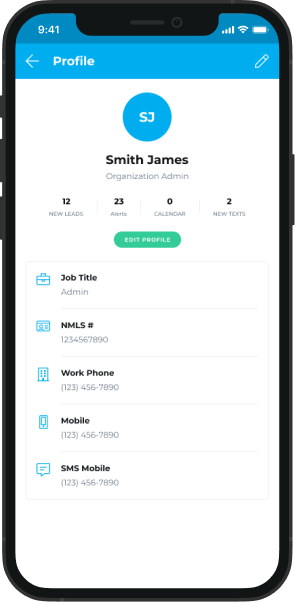 9:41
Profile
SJ
Smith James
Organization Admin
12 23 0 2
NEW LEADS Alerts CALENDAR NEW TEXTS
EDIT PROFILE
Job Title
Admin
NMLS #
1234567890
Work Phone
(123) 456-7890
Mobile
(123) 456-7890
SMS Mobile
(123) 456-7890